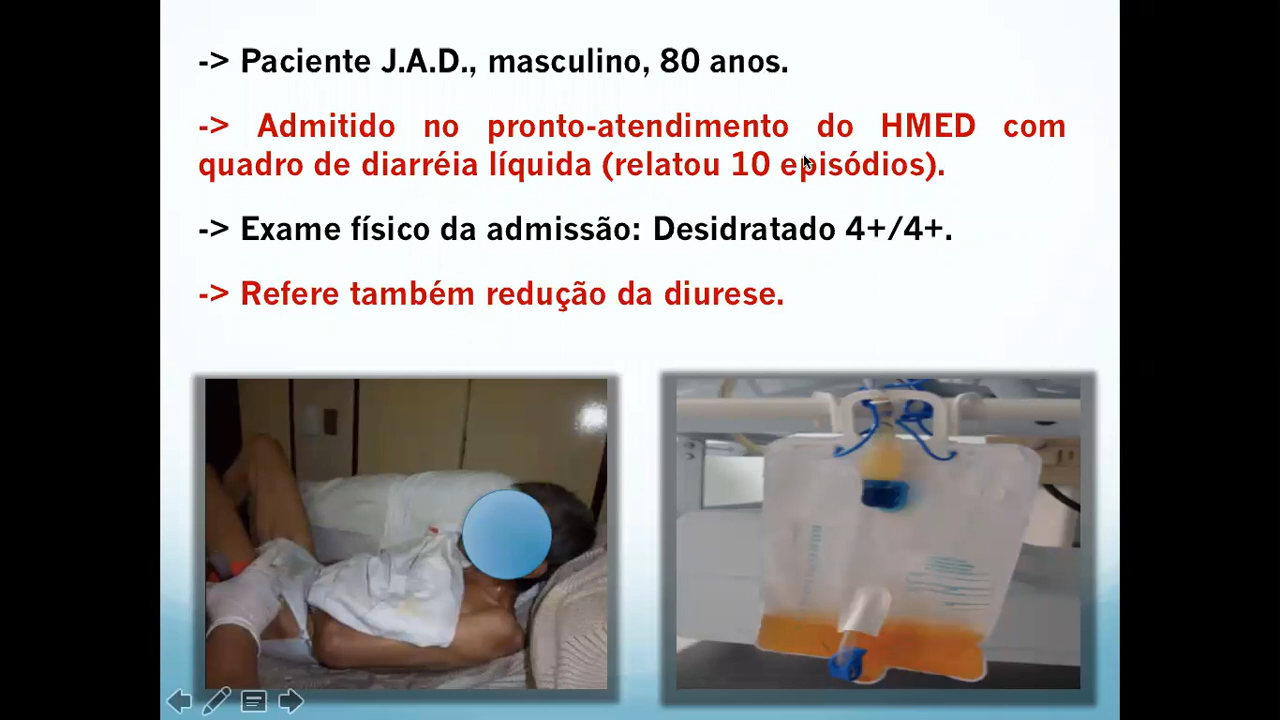 -> Paciente J.A.D., masculino, 80 anos.
-> Admitido no pronto-atendimento do HMED com
quadro de diarréia líquida (relatou 10 episódios).
-> Exame físico da admissão: Desidratado 4+/4+.
-> Refere também redução da diurese.